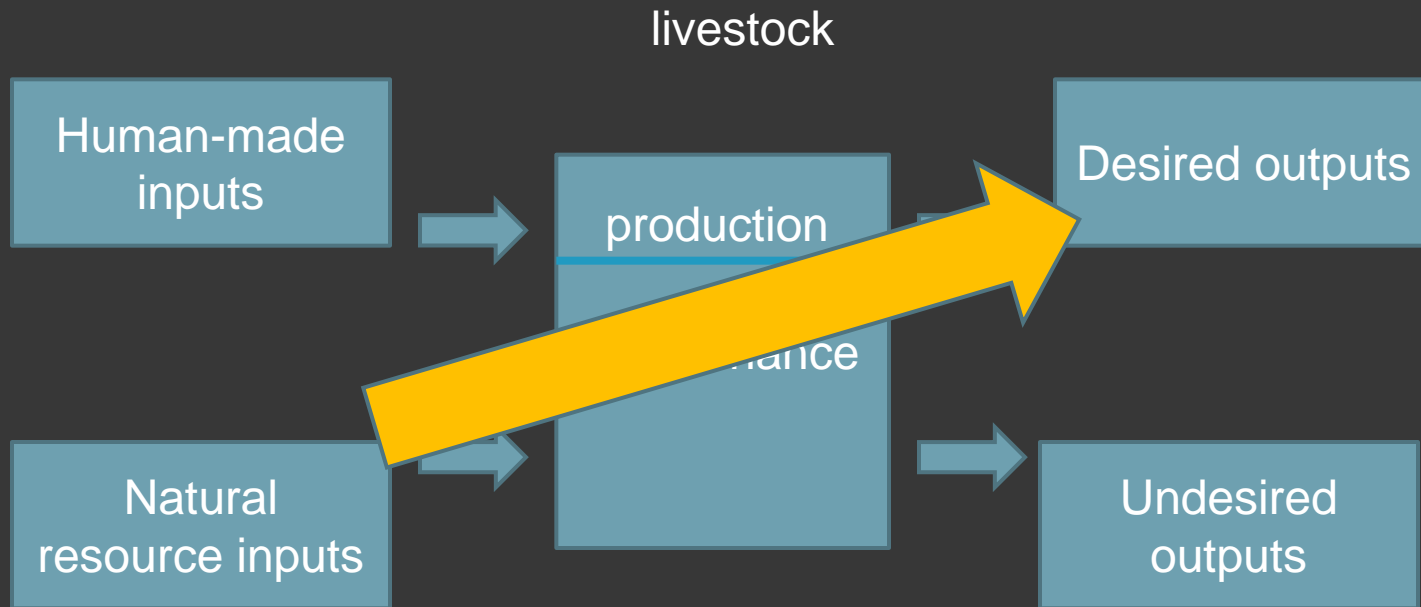 livestock
Human-made
inputs
production
Desired outputs
Natural
resource inputs
Undesired
outputs